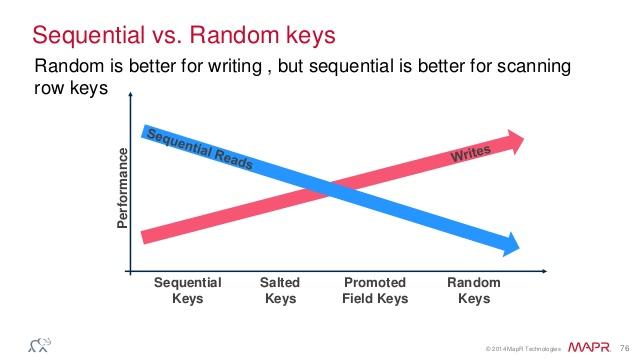 Sequential vs. Random keys
Random is better for writing , but sequential is better for scanning
row keys
Performance
Sequential Reads
Writes
Sequential
Keys
Salted
Keys
Promoted
Field Keys
Random
Keys
© 2014 MapR Technologies
MAPR
76